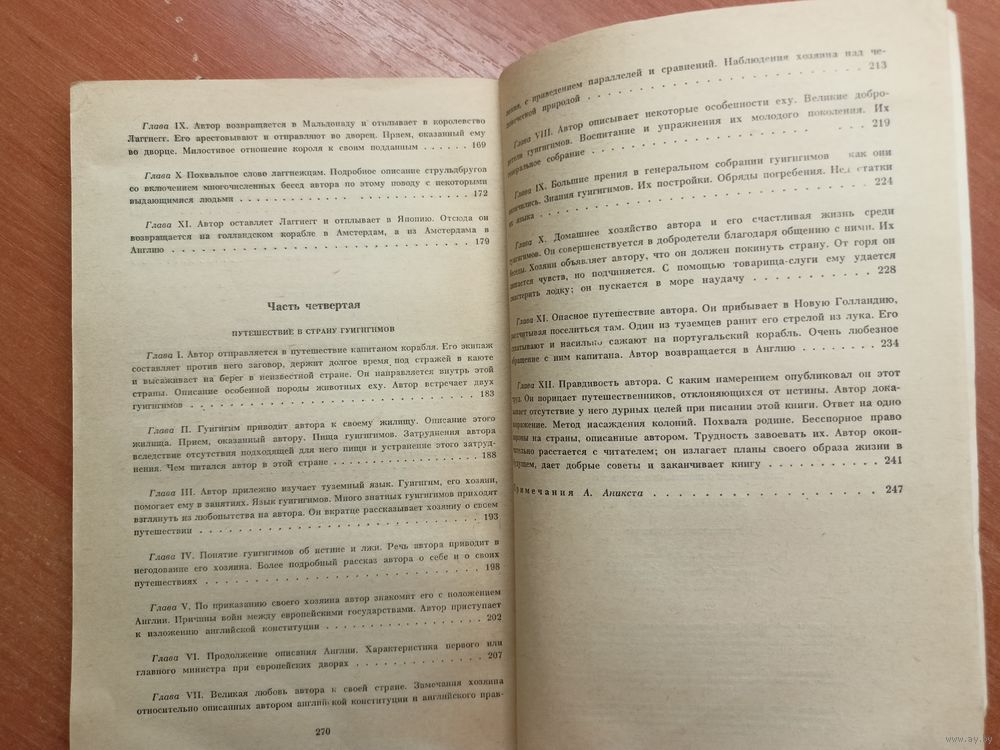 Глава IX. Автор возвращается в Мальдонаду и отплывает в королевство
Лаггнегг. Его арестовывают и отправляют во дворец. Прием, оказанный ему
во дворце. Милостивое отношение короля к своим подданным . . . . . . 169
Глава X Похвальное слово лаггнежцам. Подробное описание струльдбругов
со включением многочисленных бесед автора по этому поводу с некоторыми
выдающимися людьми . . . . . . . . . . . . . . . . . . . . . . 172
Глава XI. Автор оставляет Лаггнегг и отплывает в Японию. Отсюда он
возвращается на голландском корабле в Амстердам, а из Амстердама в
Англию . . . . . . . . . . . . . . . . . . . . . . . . . . . 179
Часть четвертая
ПУТЕШЕСТВИЕ В СТРАНУ ГУИГНГНМОВ
Глава I. Автор отправляется в путешествие капитаном корабля. Его экипаж
составляет против него заговор, держит долгое время под стражей в каюте
и высаживает на берег в неизвестной стране. Он направляется внутрь этой
страны. Описание особенной породы животных еху. Автор встречает двух
гуигнгнмов . . . . . . . . . . . . . . . . . . . . . . . . . 183
Глава II. Гуигнгнм приводит автора к своему жилищу. Описание этого
жилища. Прием, оказанный автору. Пища гуигнгнмов. Затруднения автора
вследствие отсутствия подходящей для него пищи и устранение этого затруд-
нения. Чем питался автор в этой стране . . . . . . . . . . . . . . 188
Глава III. Автор прилежно изучает туземный язык. Гуигнгнм, его хозяин,
помогает ему в занятиях. Язык гуигнгнмов. Много знатных гуигнгнмов приходят
взглянуть из любопытства на автора. Он вкратце рассказывает хозяину о своем
путешествии . . . . . . . . . . . . . . . . . . . . . . . . . 193
Глава IV. Понятие гуигнгнмов об истине и лжи. Речь автора приводит в
негодование его хозяина. Более подробный рассказ автора о себе и о своих
путешествиях . . . . . . . . . . . . . . . . . . . . . . . . . 198
Глава V. По приказанию своего хозяина автор знакомит его с положением
Англии. Причины войн между европейскими государствами. Автор приступает
к изложению английской конституции . . . . . . . . . . . . . . . 202
Глава VI. Продолжение описания Англии. Характеристика первого или
главного министра при европейских дворах . . . . . . . . . . . . . 207
Глава VII. Великая любовь автора к своей стране. Замечания хозяина
относительно описанных автором английской конституции и английского прав-
270
ления, с приведением параллелей и сравнений. Наблюдения хозяина над че-
ловеческой природой . . . . . . . . . . . . . . . . . . . . . 213
Глава VIII. Автор описывает некоторые особенности еху. Великие добро-
детели гуигнгнмов. Воспитание и упражнения их молодого поколения. Их
генеральное собрание . . . . . . . . . . . . . . . . . . . . . 219
Глава IX. Большие прения в генеральном собрании гуигнгнмов как они
окончились. Знания гуигнгнмов. Их постройки. Обряды погребения. Недостатки
их языка . . . . . . . . . . . . . . . . . . . . . . . . . . 224
Глава X. Домашнее хозяйство автора и его счастливая жизнь среди
гуигнгнмов. Он совершенствуется в добродетели благодаря общению с ними. Их
беседы. Хозяин объявляет автору, что он должен покинуть страну. От горя он
лишается чувств, но подчиняется. С помощью товарища-слуги ему удается
смастерить лодку; он пускается в море наудачу . . . . . . . . . . 228
Глава XI. Опасное путешествие автора. Он прибывает в Новую Голландию,
рассчитывая поселиться там. Один из туземцев ранит его стрелой из лука. Его
схватывают и насильно сажают на португальский корабль. Очень любезное
обращение с ним капитана. Автор возвращается в Англию . . . . . . . 234
Глава XII. Правдивость автора. С каким намерением опубликовал он этот
труд. Он порицает путешественников, отклоняющихся от истины. Автор дока-
зывает отсутствие у него дурных целей при писании этой книги. Ответ на одно
возражение. Метод насаждения колоний. Похвала родине. Бесспорное право
короны на страны, описанные автором. Трудность завоевать их. Автор окон-
чательно расстается с читателем; он излагает планы своего образа жизни в
будущем, дает добрые советы и заканчивает книгу . . . . . . . . . . 241
Примечания А. Аникста . . . . . . . . . . . . . . . . . . 247
www.ay.by